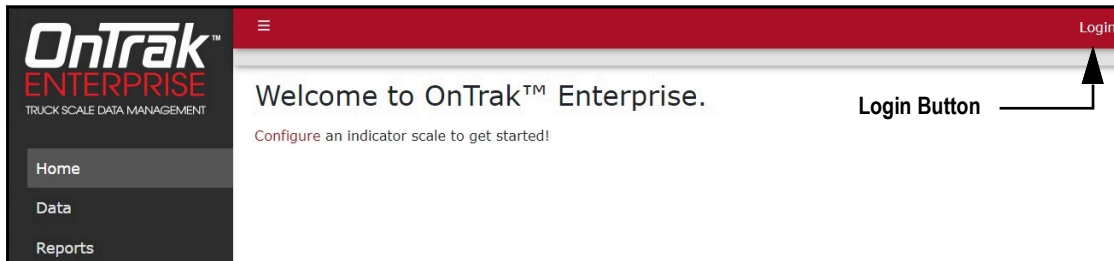 OnTrak™
ENTERPRISE
TRUCK SCALE DATA MANAGEMENT
☰
Login
Welcome to OnTrak™ Enterprise.
Configure an indicator scale to get started!
Login Button
Home
Data
Reports